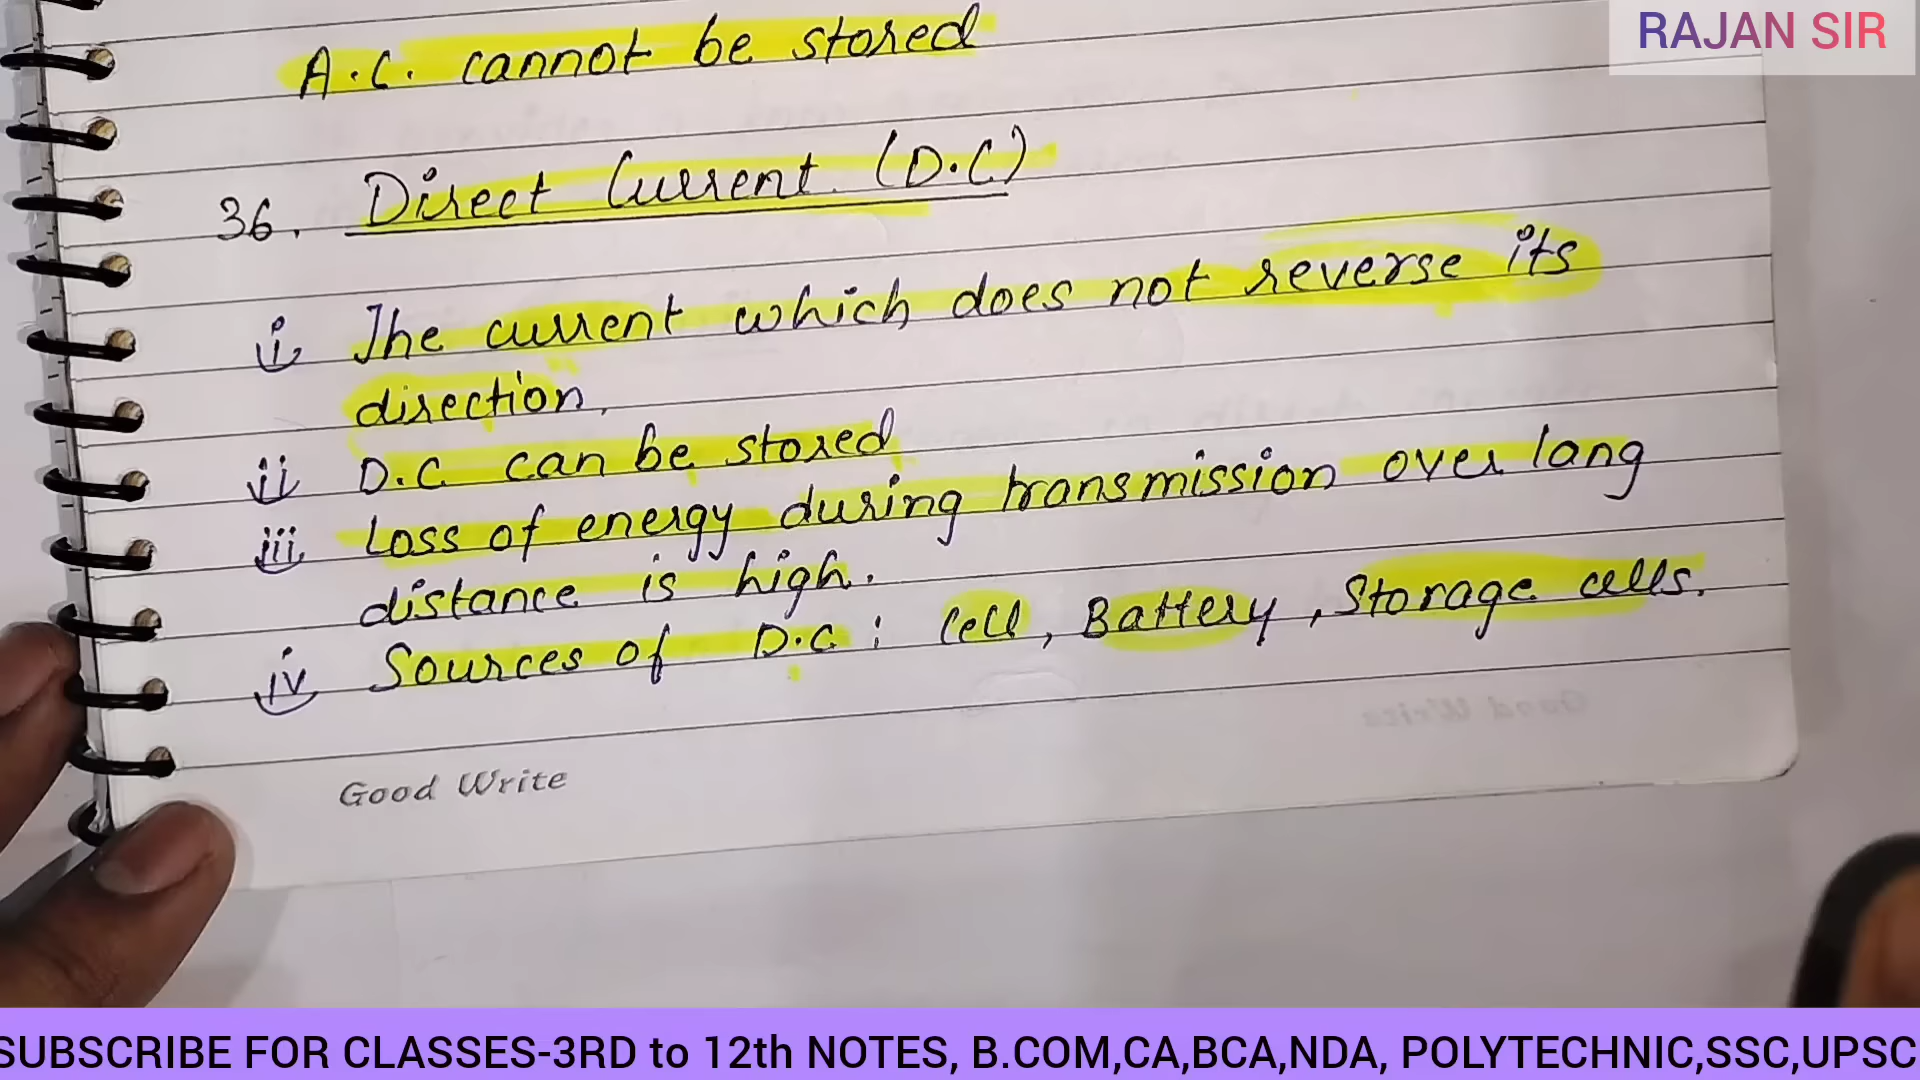 RAJAN SIR
A.C. cannot be stored
36. Direct Current (D.C)
i The current which does not reverse its
direction.
ii D.C can be stored
iii Loss of energy during transmission over lang
distance is high.
iv Sources of D.C : Cell, Battery, Storage cells.
Good Write
SUBSCRIBE FOR CLASSES-3RD to 12th NOTES, B.COM,CA,BCA,NDA, POLYTECHNIC,SSC,UPSC